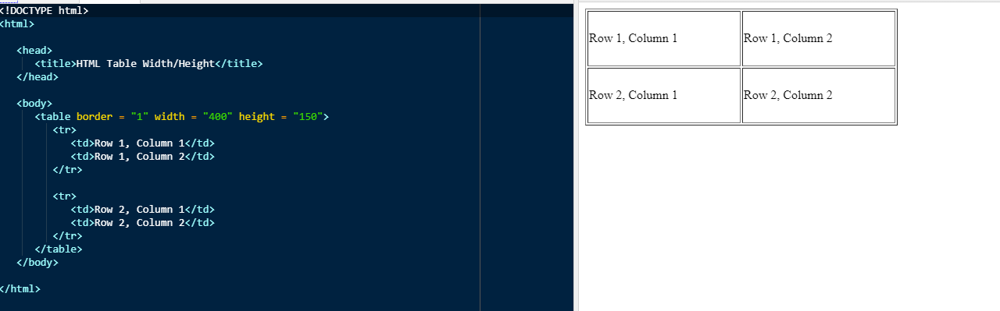 <!DOCTYPE html>
<html>
<head>
<title>HTML Table Width/Height</title>
</head>
<body>
<table border = "1" width = "400" height = "150">
<tr>
<td>Row 1, Column 1</td>
<td>Row 1, Column 2</td>
</tr>
<tr>
<td>Row 2, Column 1</td>
<td>Row 2, Column 2</td>
</tr>
</table>
</body>
</html>
Row 1, Column 1 Row 1, Column 2
Row 2, Column 1 Row 2, Column 2